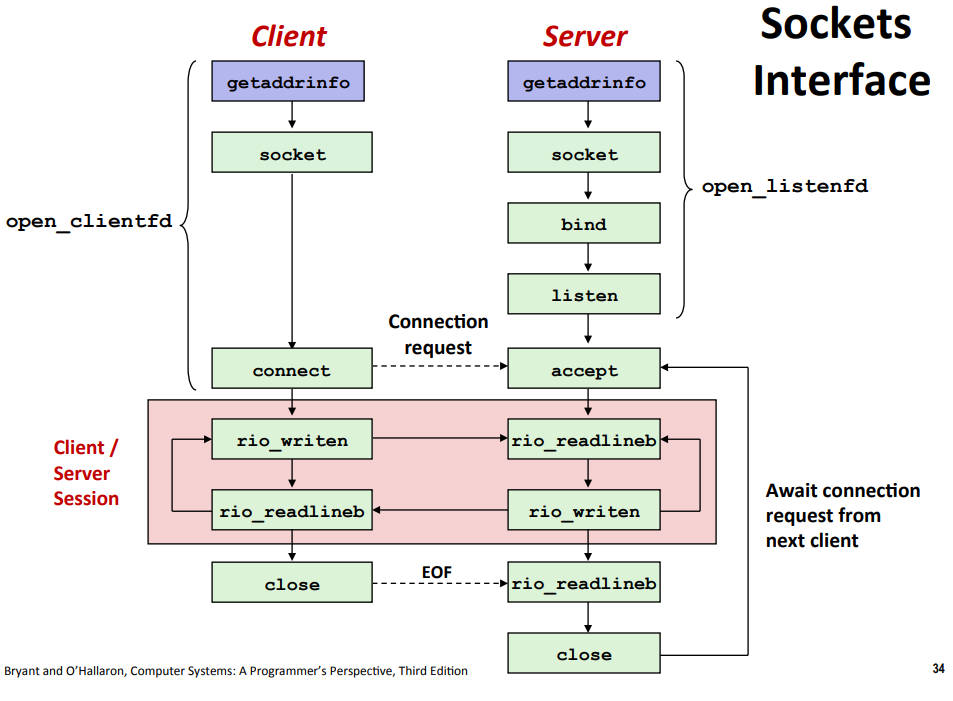 Sockets
Interface
Client
Server
getaddrinfo
getaddrinfo
socket
socket
open_listenfd
open_clientfd
bind
listen
Connection
request
connect
accept
Client /
Server
Session
rio_writen
rio_readlineb
rio_readlineb
rio_writen
Await connection
request from
next client
close
EOF
rio_readlineb
close
Bryant and O’Hallaron, Computer Systems: A Programmer’s Perspective, Third Edition
34